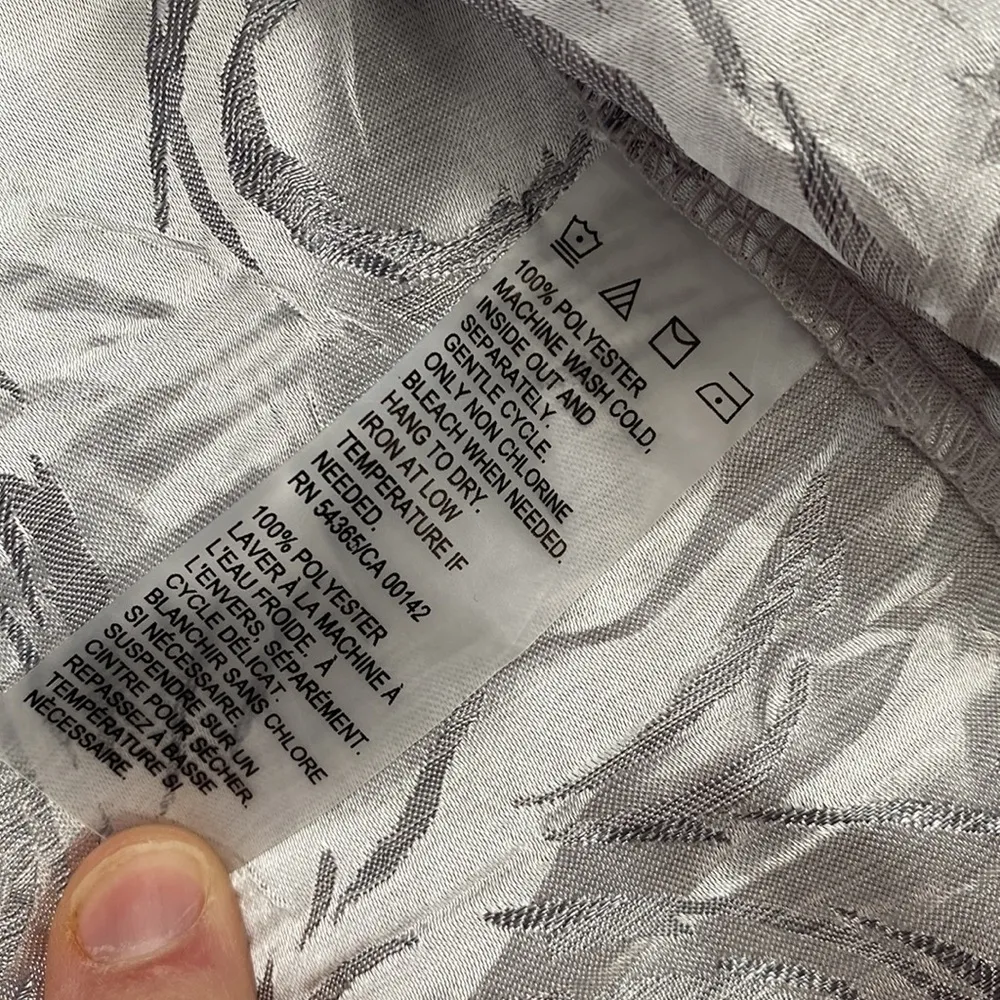 100% POLYESTER
MACHINE WASH COLD,
INSIDE OUT AND
SEPARATELY.
GENTLE CYCLE.
ONLY NON CHLORINE
BLEACH WHEN NEEDED.
HANG TO DRY.
IRON AT LOW
TEMPERATURE IF
NEEDED.
RN 54365/CA 00142
100% POLYESTER
LAVER À LA MACHINE À
L'EAU FROIDE, À
L'ENVERS, SÉPARÉMENT.
CYCLE DÉLICAT.
BLANCHIR SANS CHLORE
SI NÉCESSAIRE.
SUSPENDRE SUR UN
CINTRE POUR SÉCHER.
REPASSEZ À BASSE
TEMPÉRATURE SI
NÉCESSAIRE.